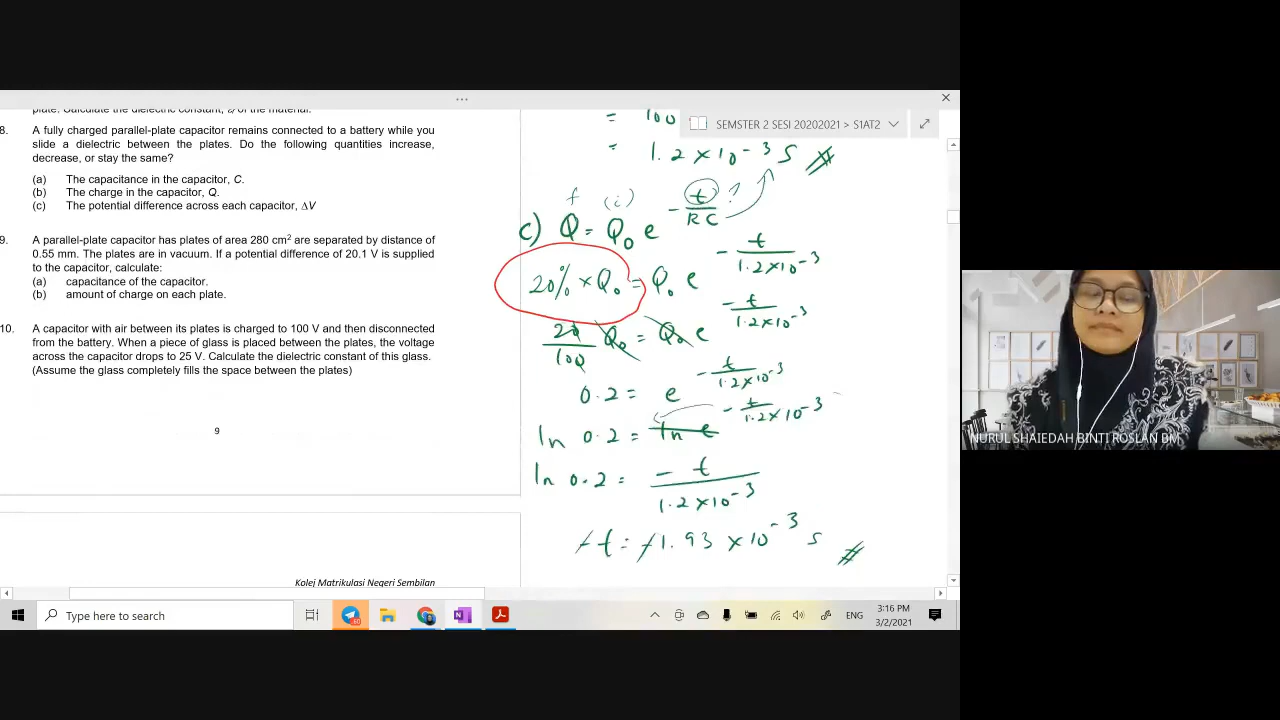 plate. Calculate the dielectric constant, ε of the material.
8. A fully charged parallel-plate capacitor remains connected to a battery while you
slide a dielectric between the plates. Do the following quantities increase,
decrease, or stay the same?
(a) The capacitance in the capacitor, C.
(b) The charge in the capacitor, Q.
(c) The potential difference across each capacitor, ΔV
9. A parallel-plate capacitor has plates of area 280 cm² are separated by distance of
0.55 mm. The plates are in vacuum. If a potential difference of 20.1 V is supplied
to the capacitor, calculate:
(a) capacitance of the capacitor.
(b) amount of charge on each plate.
10. A capacitor with air between its plates is charged to 100 V and then disconnected
from the battery. When a piece of glass is placed between the plates, the voltage
across the capacitor drops to 25 V. Calculate the dielectric constant of this glass.
(Assume the glass completely fills the space between the plates)
9
Kolej Matrikulasi Negeri Sembilan
SEMSTER 2 SESI 20202021 > S1AT2
= 100
= 1.2 × 10⁻³ s
f (i)
c) Q = Q₀ e^(-t/RC) ?
20% × Q₀ = Q₀ e^(-t/1.2×10⁻³)
20/100 Q₀ = Q₀ e^(-t/1.2×10⁻³)
0.2 = e^(-t/1.2×10⁻³)
ln 0.2 = ln e^(-t/1.2×10⁻³)
ln 0.2 = -t/1.2×10⁻³
-t = -1.93 × 10⁻³ s
NURUL SHAIEDAH BINTI ROSLAN BM
Type here to search
ENG
3:16 PM
3/2/2021